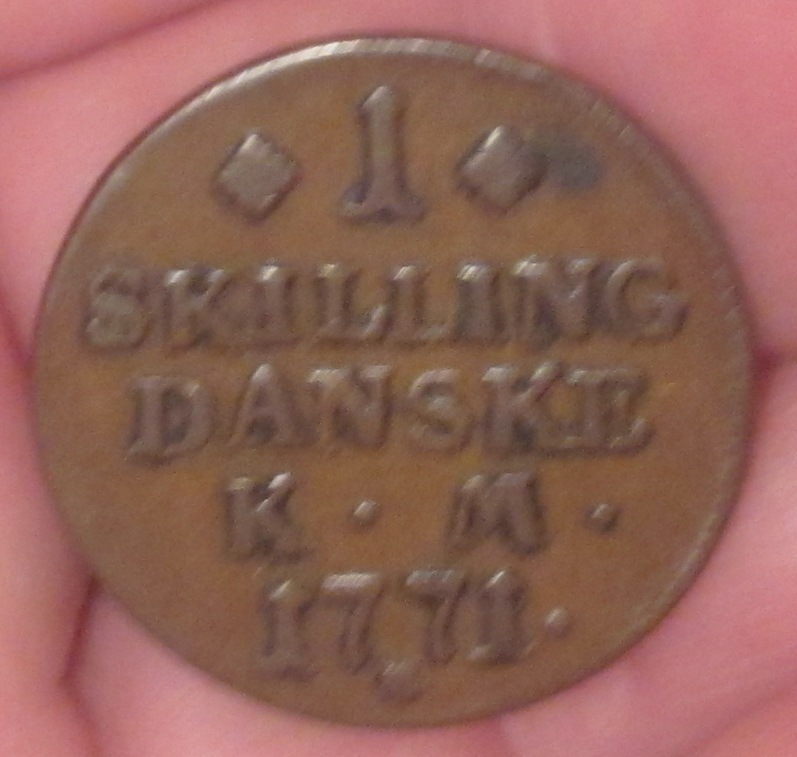 1
SKILLING
DANSKE
K · M ·
1771.